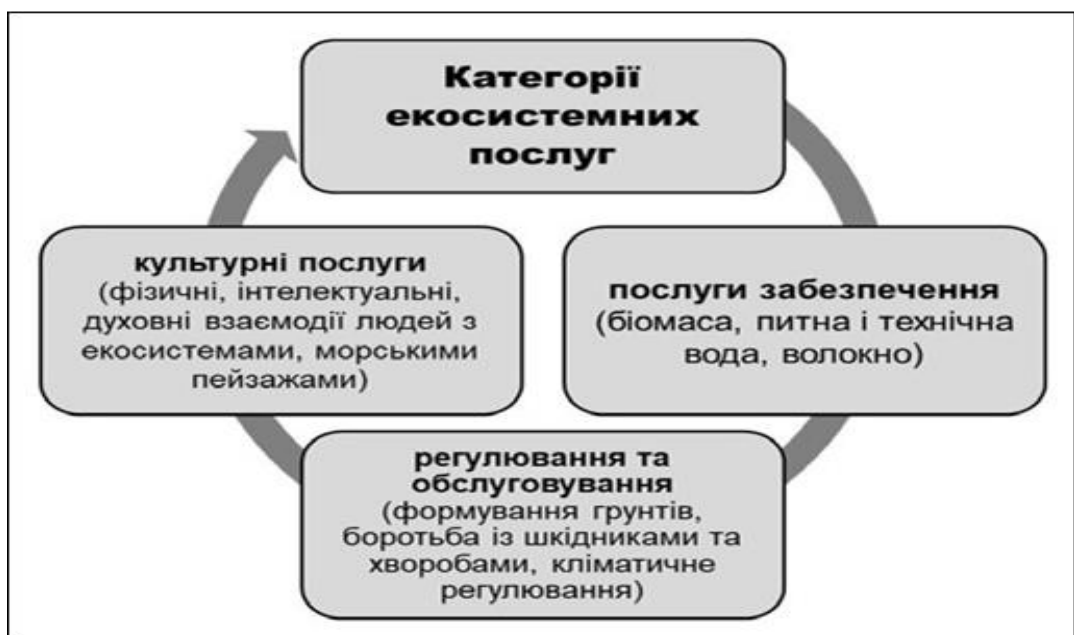 Категорії
екосистемних
послуг
культурні послуги
(фізичні, інтелектуальні,
духовні взаємодії людей з
екосистемами, морськими
пейзажами)
послуги забезпечення
(біомаса, питна і технічна
вода, волокно)
регулювання та
обслуговування
(формування грунтів,
боротьба із шкідниками та
хворобами, кліматичне
регулювання)